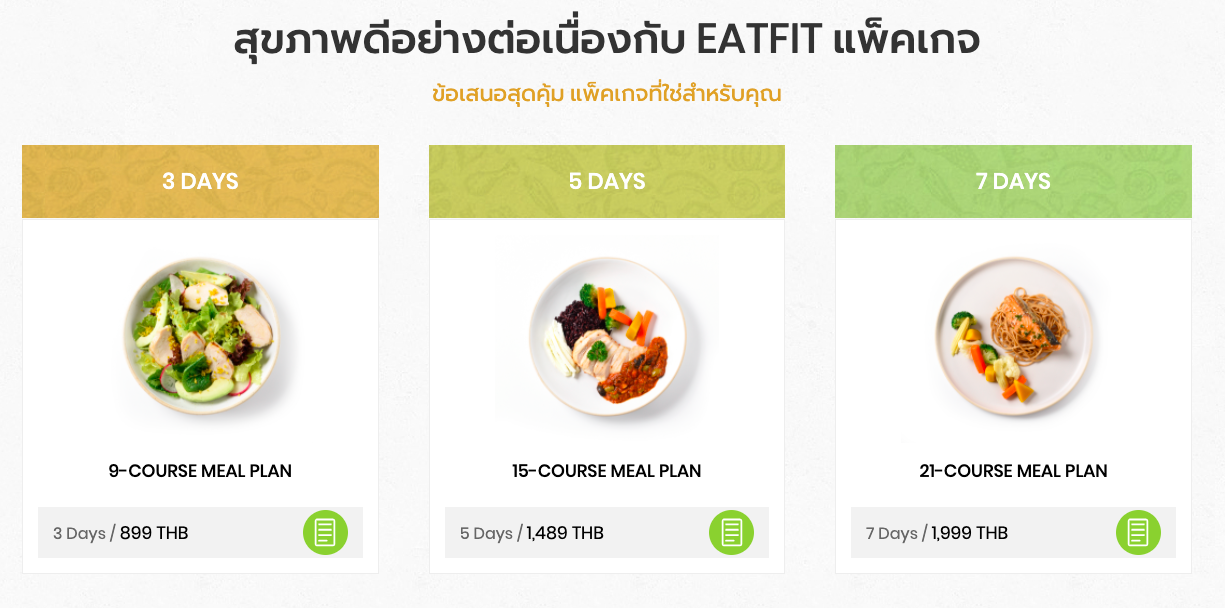 สุขภาพดีอย่างต่อเนื่องกับ EATFIT แพ็คเกจ
ข้อเสนอสุดคุ้ม แพ็คเกจที่ใช่สำหรับคุณ
3 DAYS
9-COURSE MEAL PLAN
3 Days / 899 THB
5 DAYS
15-COURSE MEAL PLAN
5 Days / 1,489 THB
7 DAYS
21-COURSE MEAL PLAN
7 Days / 1,999 THB